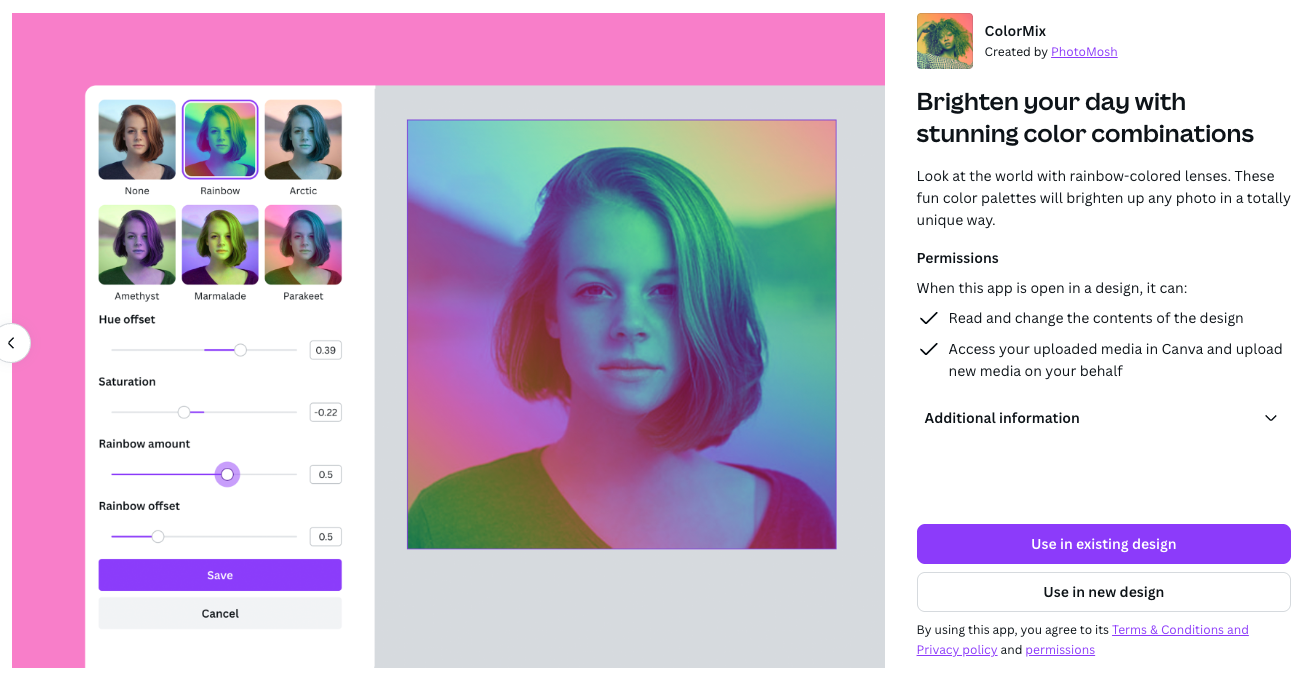 None
Rainbow
Arctic
Amethyst
Marmalade
Parakeet
Hue offset
0.39
Saturation
-0.22
Rainbow amount
0.5
Rainbow offset
0.5
Save
Cancel
ColorMix
Created by PhotoMosh
Brighten your day with
stunning color combinations
Look at the world with rainbow-colored lenses. These
fun color palettes will brighten up any photo in a totally
unique way.
Permissions
When this app is open in a design, it can:
Read and change the contents of the design
Access your uploaded media in Canva and upload
new media on your behalf
Additional information
Use in existing design
Use in new design
By using this app, you agree to its Terms & Conditions and
Privacy policy and permissions